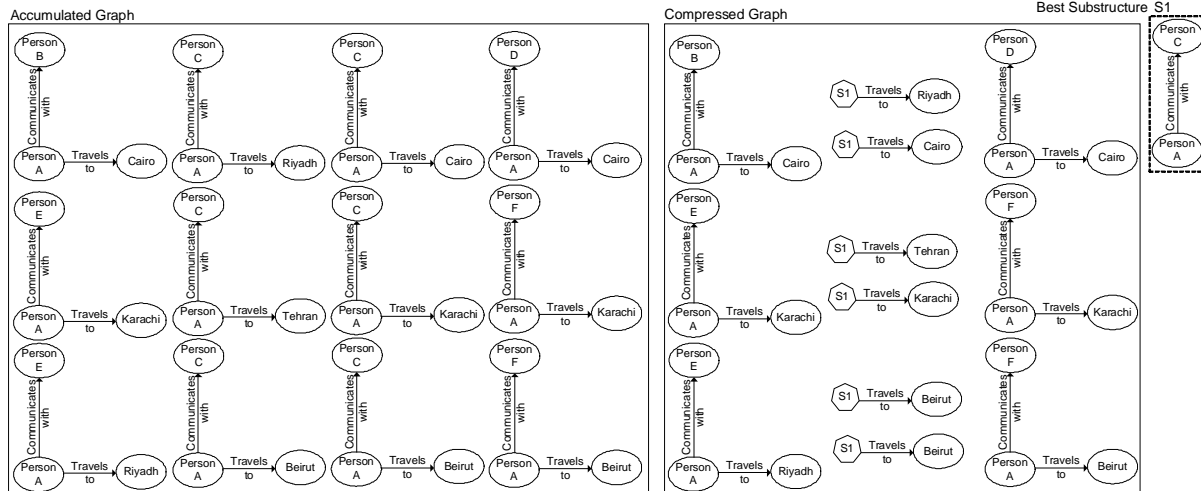 Accumulated Graph
Person
B
Communicates
with
Person
A
Travels
to
Cairo
Person
C
Communicates
with
Person
A
Travels
to
Riyadh
Person
C
Communicates
with
Person
A
Travels
to
Cairo
Person
D
Communicates
with
Person
A
Travels
to
Cairo
Person
E
Communicates
with
Person
A
Travels
to
Karachi
Person
C
Communicates
with
Person
A
Travels
to
Tehran
Person
C
Communicates
with
Person
A
Travels
to
Karachi
Person
F
Communicates
with
Person
A
Travels
to
Karachi
Person
E
Communicates
with
Person
A
Travels
to
Riyadh
Person
C
Communicates
with
Person
A
Travels
to
Beirut
Person
C
Communicates
with
Person
A
Travels
to
Beirut
Person
F
Communicates
with
Person
A
Travels
to
Beirut
Compressed Graph
Person
B
Communicates
with
Person
A
Travels
to
Cairo
S1
Travels
to
Riyadh
S1
Travels
to
Cairo
Person
D
Communicates
with
Person
A
Travels
to
Cairo
Person
E
Communicates
with
Person
A
Travels
to
Karachi
S1
Travels
to
Tehran
S1
Travels
to
Karachi
Person
F
Communicates
with
Person
A
Travels
to
Karachi
Person
E
Communicates
with
Person
A
Travels
to
Riyadh
S1
Travels
to
Beirut
S1
Travels
to
Beirut
Person
F
Communicates
with
Person
A
Travels
to
Beirut
Best Substructure S1
Person
C
Communicates
with
Person
A